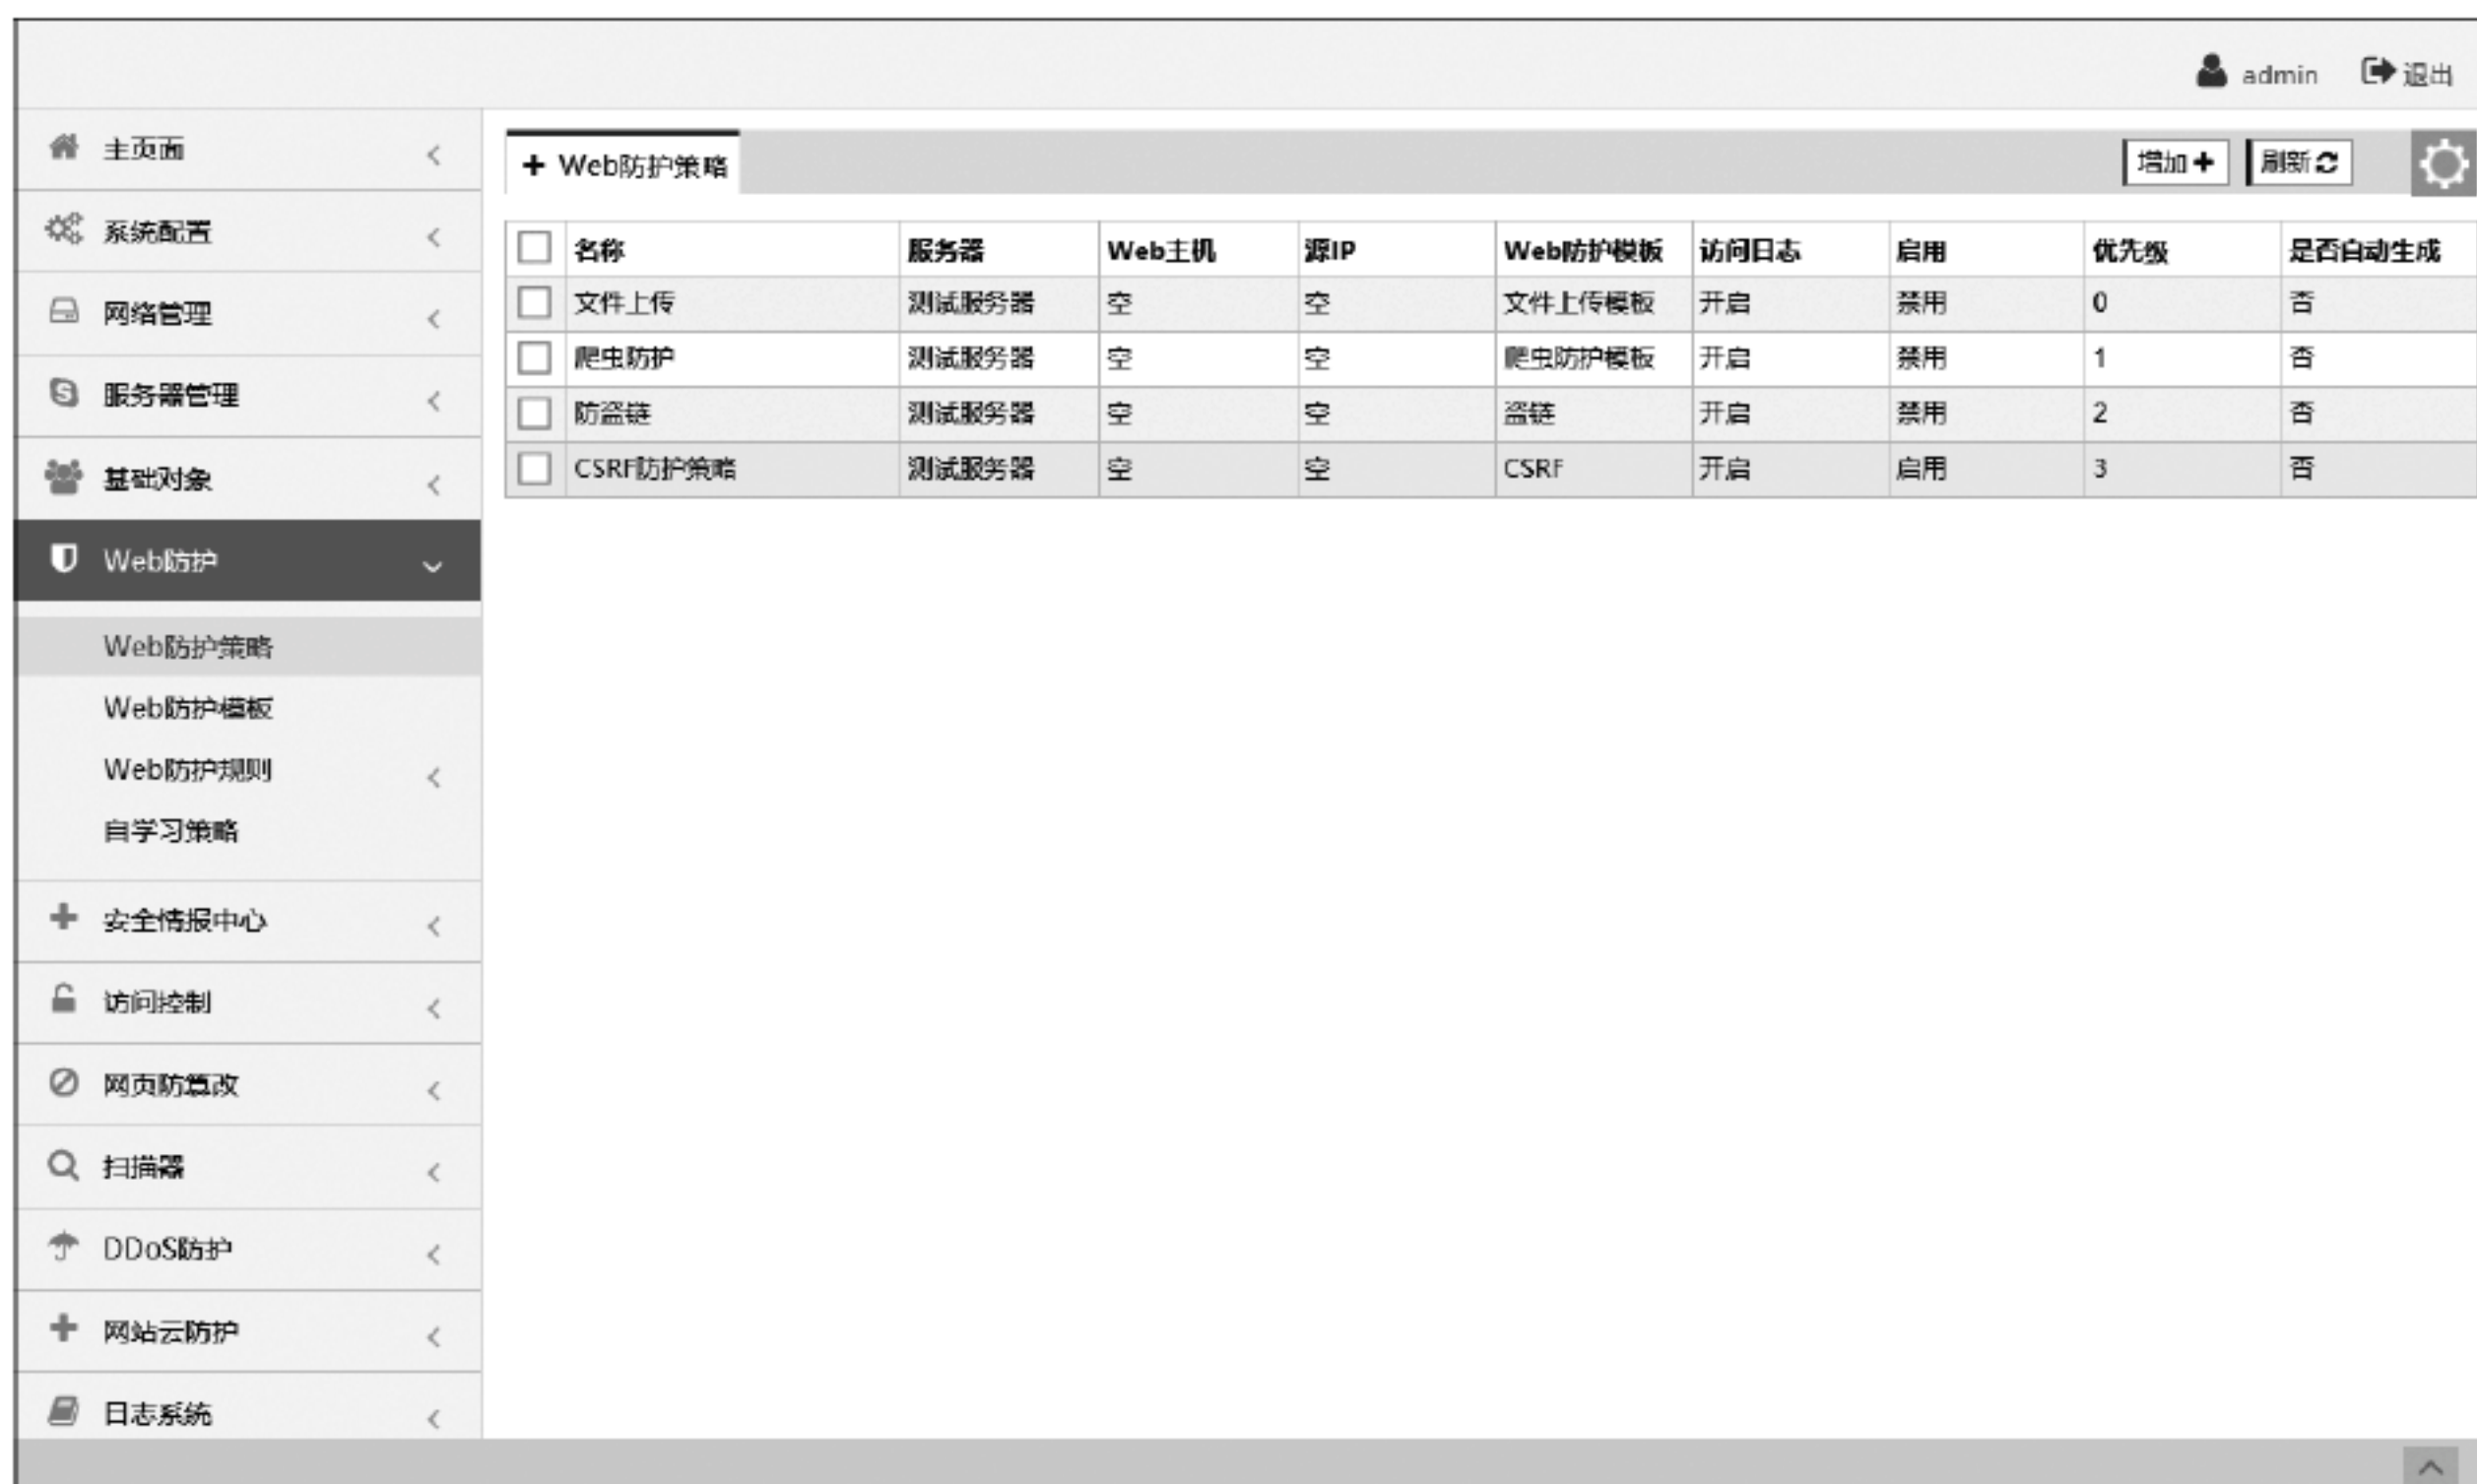 admin 退出
主页面
系统配置
网络管理
服务器管理
基础对象
Web防护
Web防护策略
Web防护模板
Web防护规则
自学习策略
安全情报中心
访问控制
网页防篡改
扫描器
DDoS防护
网站云防护
日志系统
Web防护策略 增加 刷新
名称 服务器 Web主机 源IP Web防护模板 访问日志 启用 优先级 是否自动生成
文件上传 测试服务器 空 空 文件上传模板 开启 禁用 0 否
爬虫防护 测试服务器 空 空 爬虫防护模板 开启 禁用 1 否
防盗链 测试服务器 空 空 盗链 开启 禁用 2 否
CSRF防护策略 测试服务器 空 空 CSRF 开启 启用 3 否